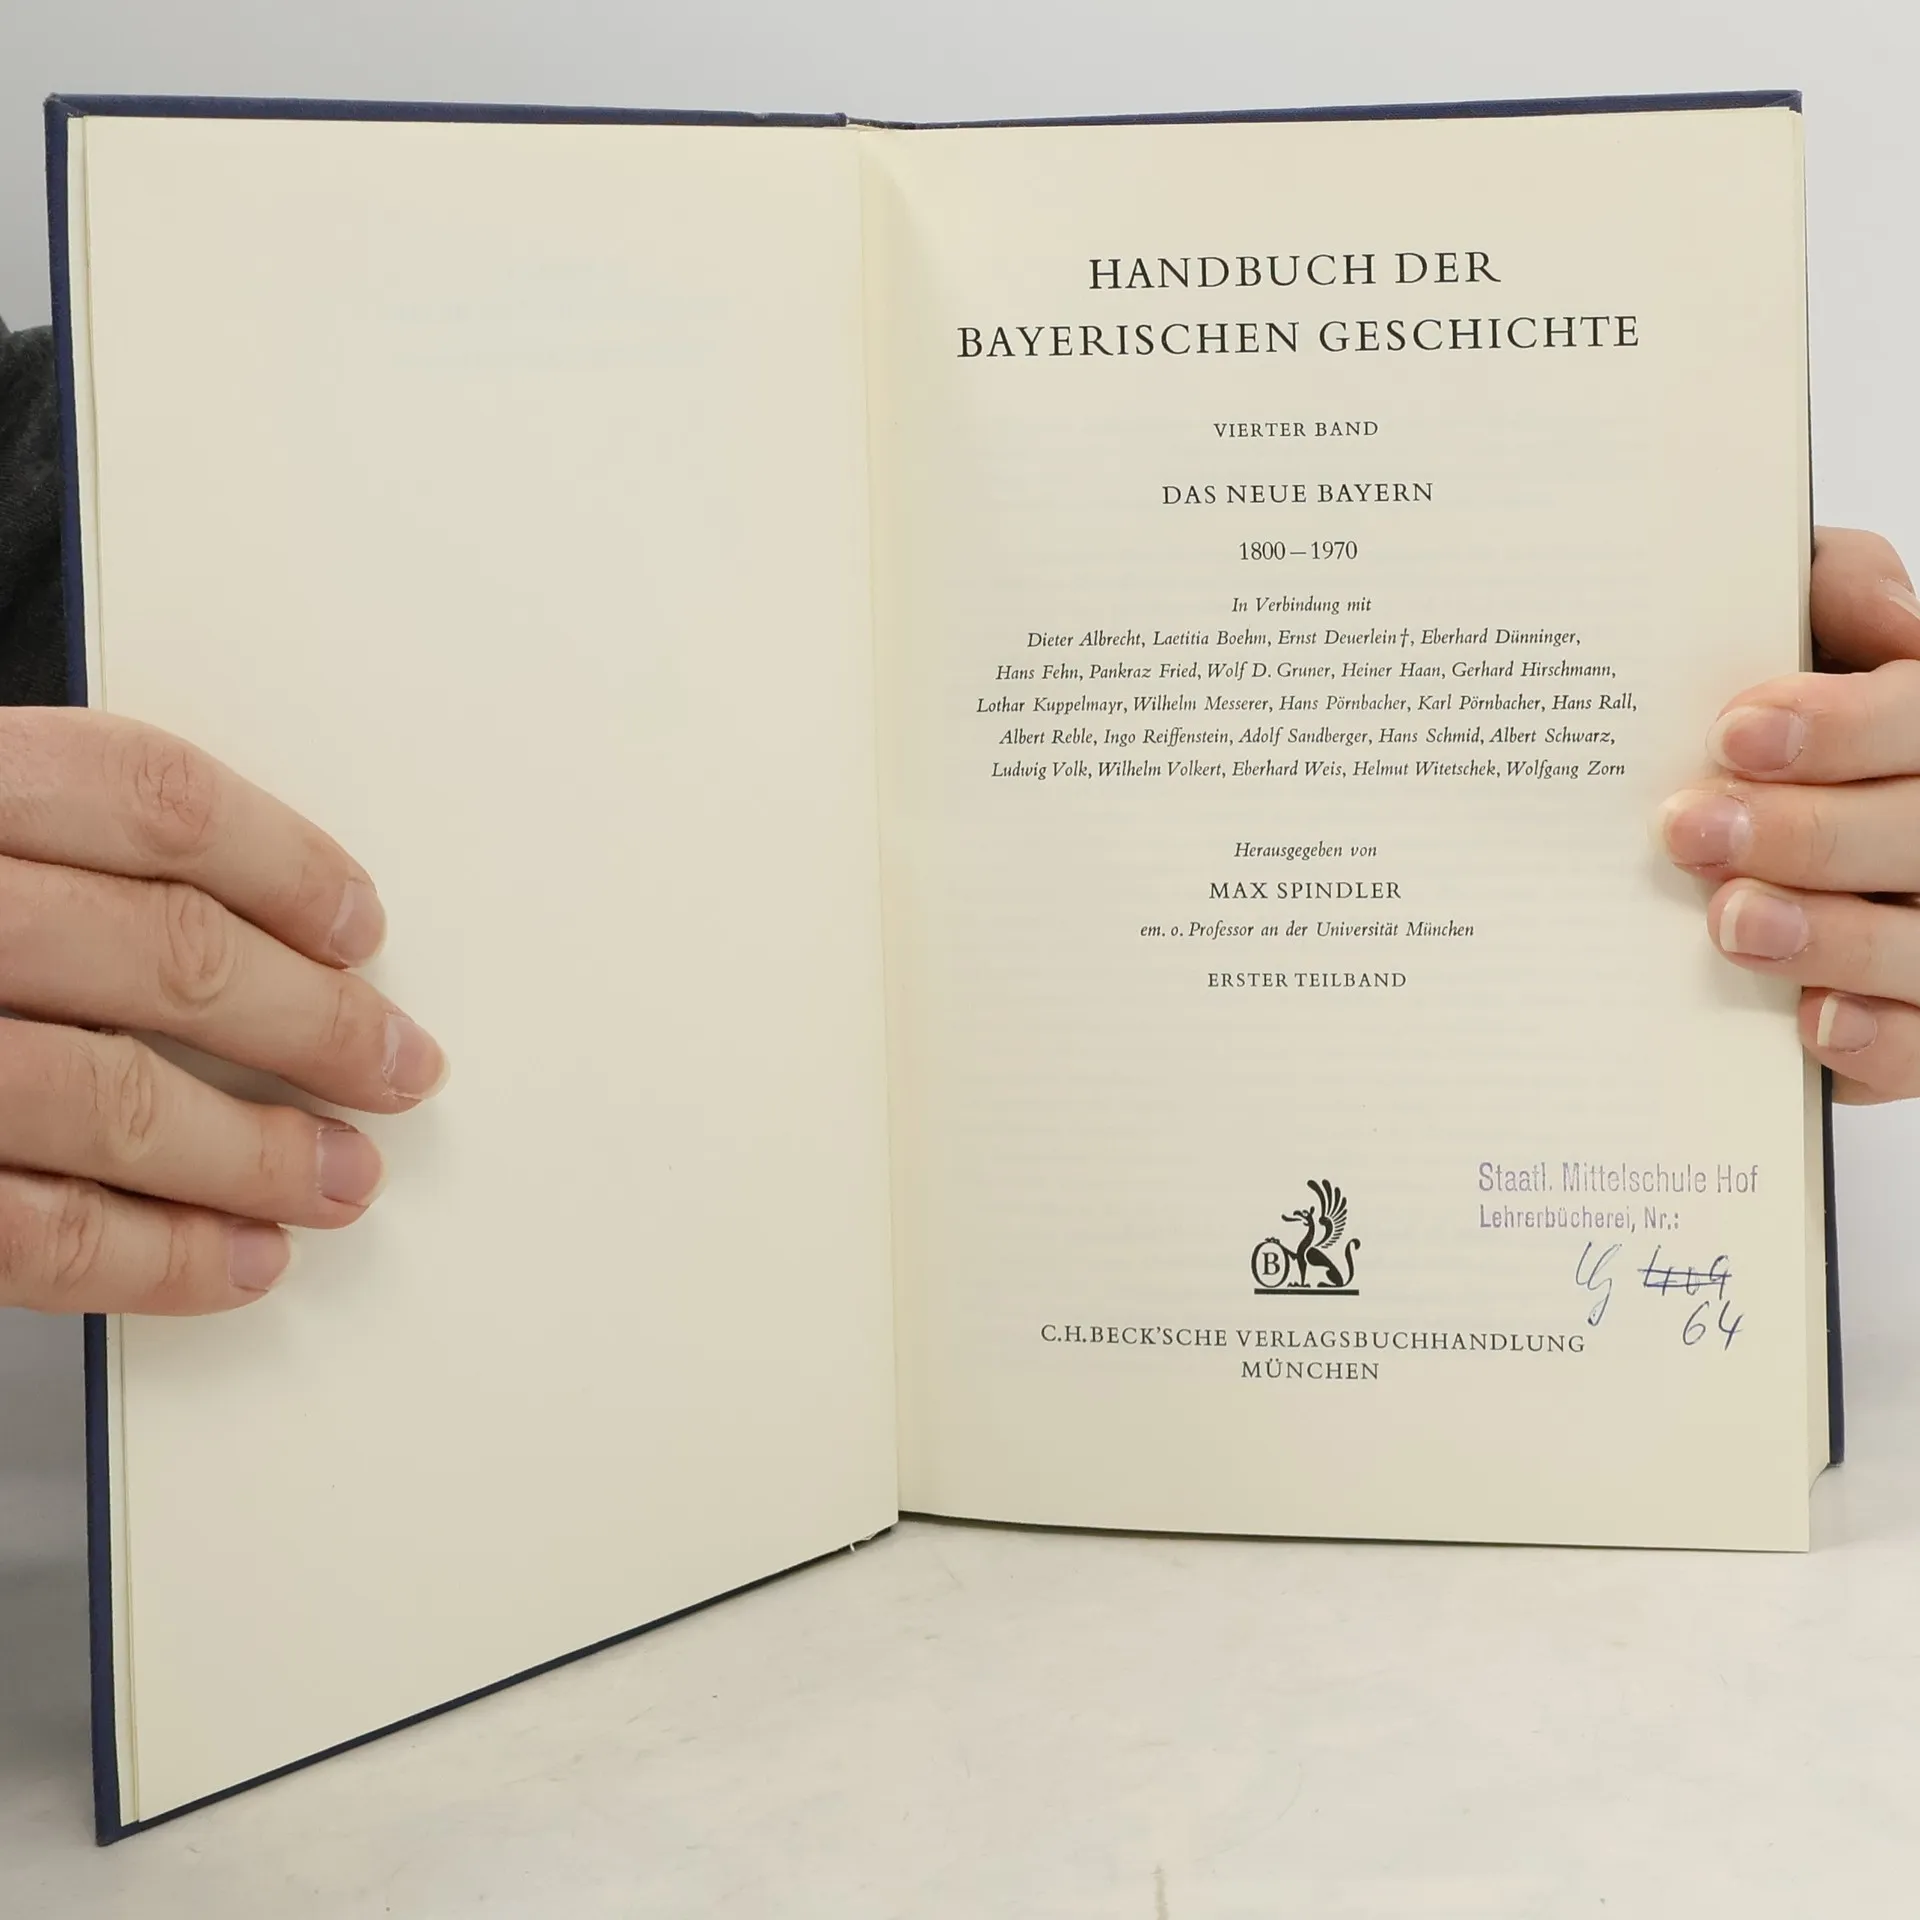 HANDBUCH DER
BAYERISCHEN GESCHICHTE
VIERTER BAND
DAS NEUE BAYERN
1800–1970
In Verbindung mit
Dieter Albrecht, Laetitia Boehm, Ernst Deuerlein†, Eberhard Dünninger,
Hans Fehn, Pankraz Fried, Wolf D. Gruner, Heiner Haan, Gerhard Hirschmann,
Lothar Kuppelmayr, Wilhelm Messerer, Hans Pörnbacher, Karl Pörnbacher, Hans Rall,
Albert Reble, Ingo Reiffenstein, Adolf Sandberger, Hans Schmid, Albert Schwarz,
Ludwig Volk, Wilhelm Volkert, Eberhard Weis, Helmut Witetschek, Wolfgang Zorn
Herausgegeben von
MAX SPINDLER
em. o. Professor an der Universität München
ERSTER TEILBAND
Staatl. Mittelschule Hof
Lehrerbücherei, Nr.:
64
B
C.H.BECK'SCHE VERLAGSBUCHHANDLUNG
MÜNCHEN